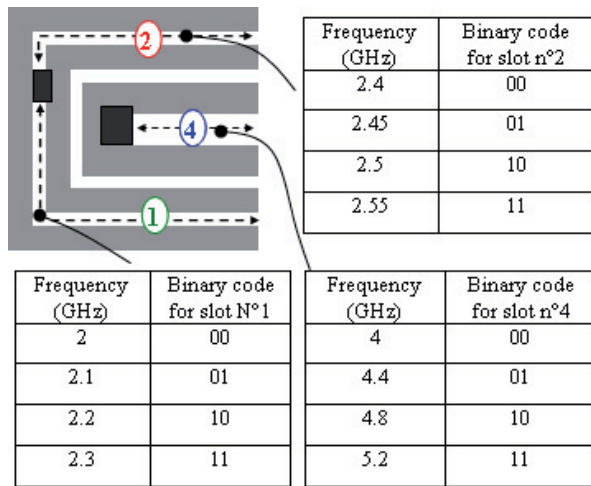 2
4
1
Frequency Binary code
(GHz) for slot n°2
2.4 00
2.45 01
2.5 10
2.55 11
Frequency Binary code
(GHz) for slot N°1
2 00
2.1 01
2.2 10
2.3 11
Frequency Binary code
(GHz) for slot n°4
4 00
4.4 01
4.8 10
5.2 11